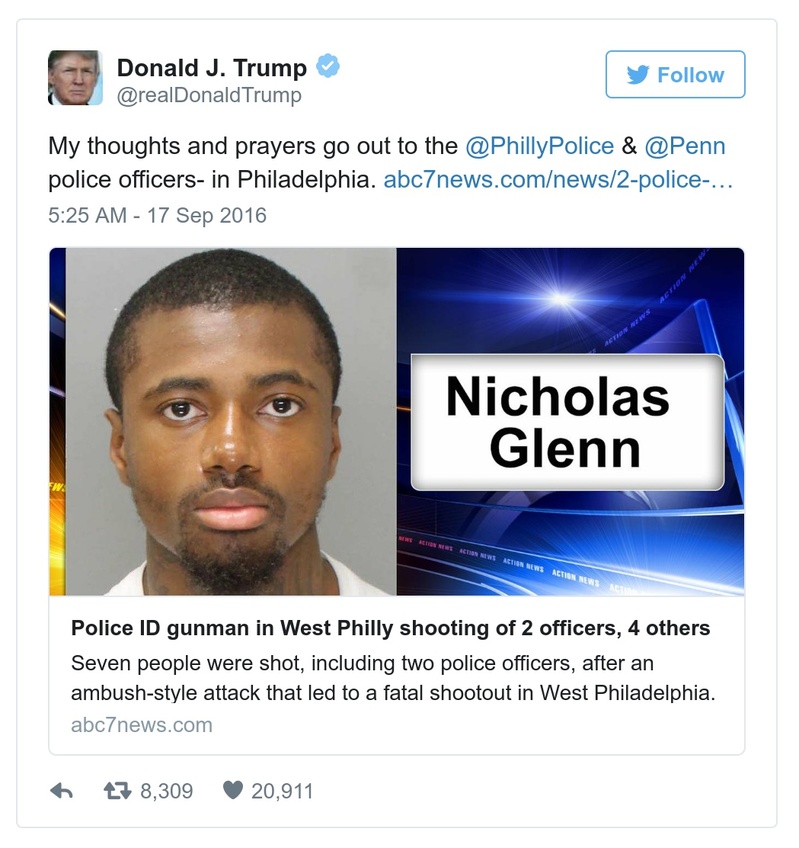 Donald J. Trump
@realDonaldTrump
Follow
My thoughts and prayers go out to the @PhillyPolice & @Penn
police officers- in Philadelphia. abc7news.com/news/2-police-…
5:25 AM - 17 Sep 2016
ACTION NEWS
ACTION NEWS
Nicholas
Glenn
NEWS ACTION NEWS ACTION NEWS ACTION NEWS ACTION NEWS
Police ID gunman in West Philly shooting of 2 officers, 4 others
Seven people were shot, including two police officers, after an
ambush-style attack that led to a fatal shootout in West Philadelphia.
abc7news.com
8,309 20,911